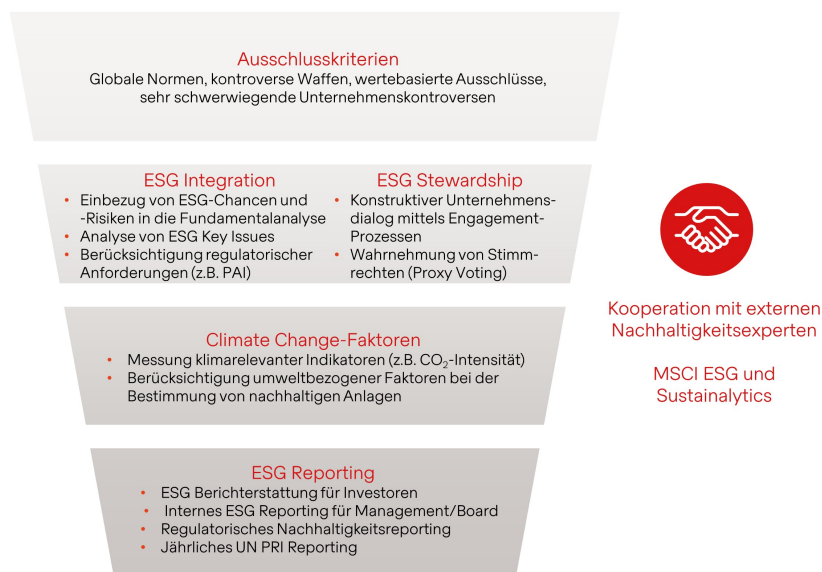 Ausschlusskriterien
Globale Normen, kontroverse Waffen, wertebasierte Ausschlüsse,
sehr schwerwiegende Unternehmenskontroversen
ESG Integration
• Einbezug von ESG-Chancen und
-Risiken in die Fundamentalanalyse
• Analyse von ESG Key Issues
• Berücksichtigung regulatorischer
Anforderungen (z.B. PAI)
ESG Stewardship
• Konstruktiver Unternehmens-
dialog mittels Engagement-
Prozessen
• Wahrnehmung von Stimm-
rechten (Proxy Voting)
Climate Change-Faktoren
• Messung klimarelevanter Indikatoren (z.B. CO₂-Intensität)
• Berücksichtigung umweltbezogener Faktoren bei der
Bestimmung von nachhaltigen Anlagen
ESG Reporting
• ESG Berichterstattung für Investoren
• Internes ESG Reporting für Management/Board
• Regulatorisches Nachhaltigkeitsreporting
• Jährliches UN PRI Reporting
Kooperation mit externen
Nachhaltigkeitsexperten
MSCI ESG und
Sustainalytics